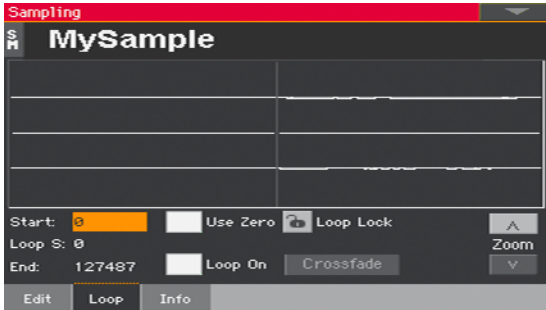 Sampling
SM MySample
Start: 0 Use Zero Loop Lock
Loop S: 0 Zoom
End: 127487 Loop On Crossfade
Edit Loop Info